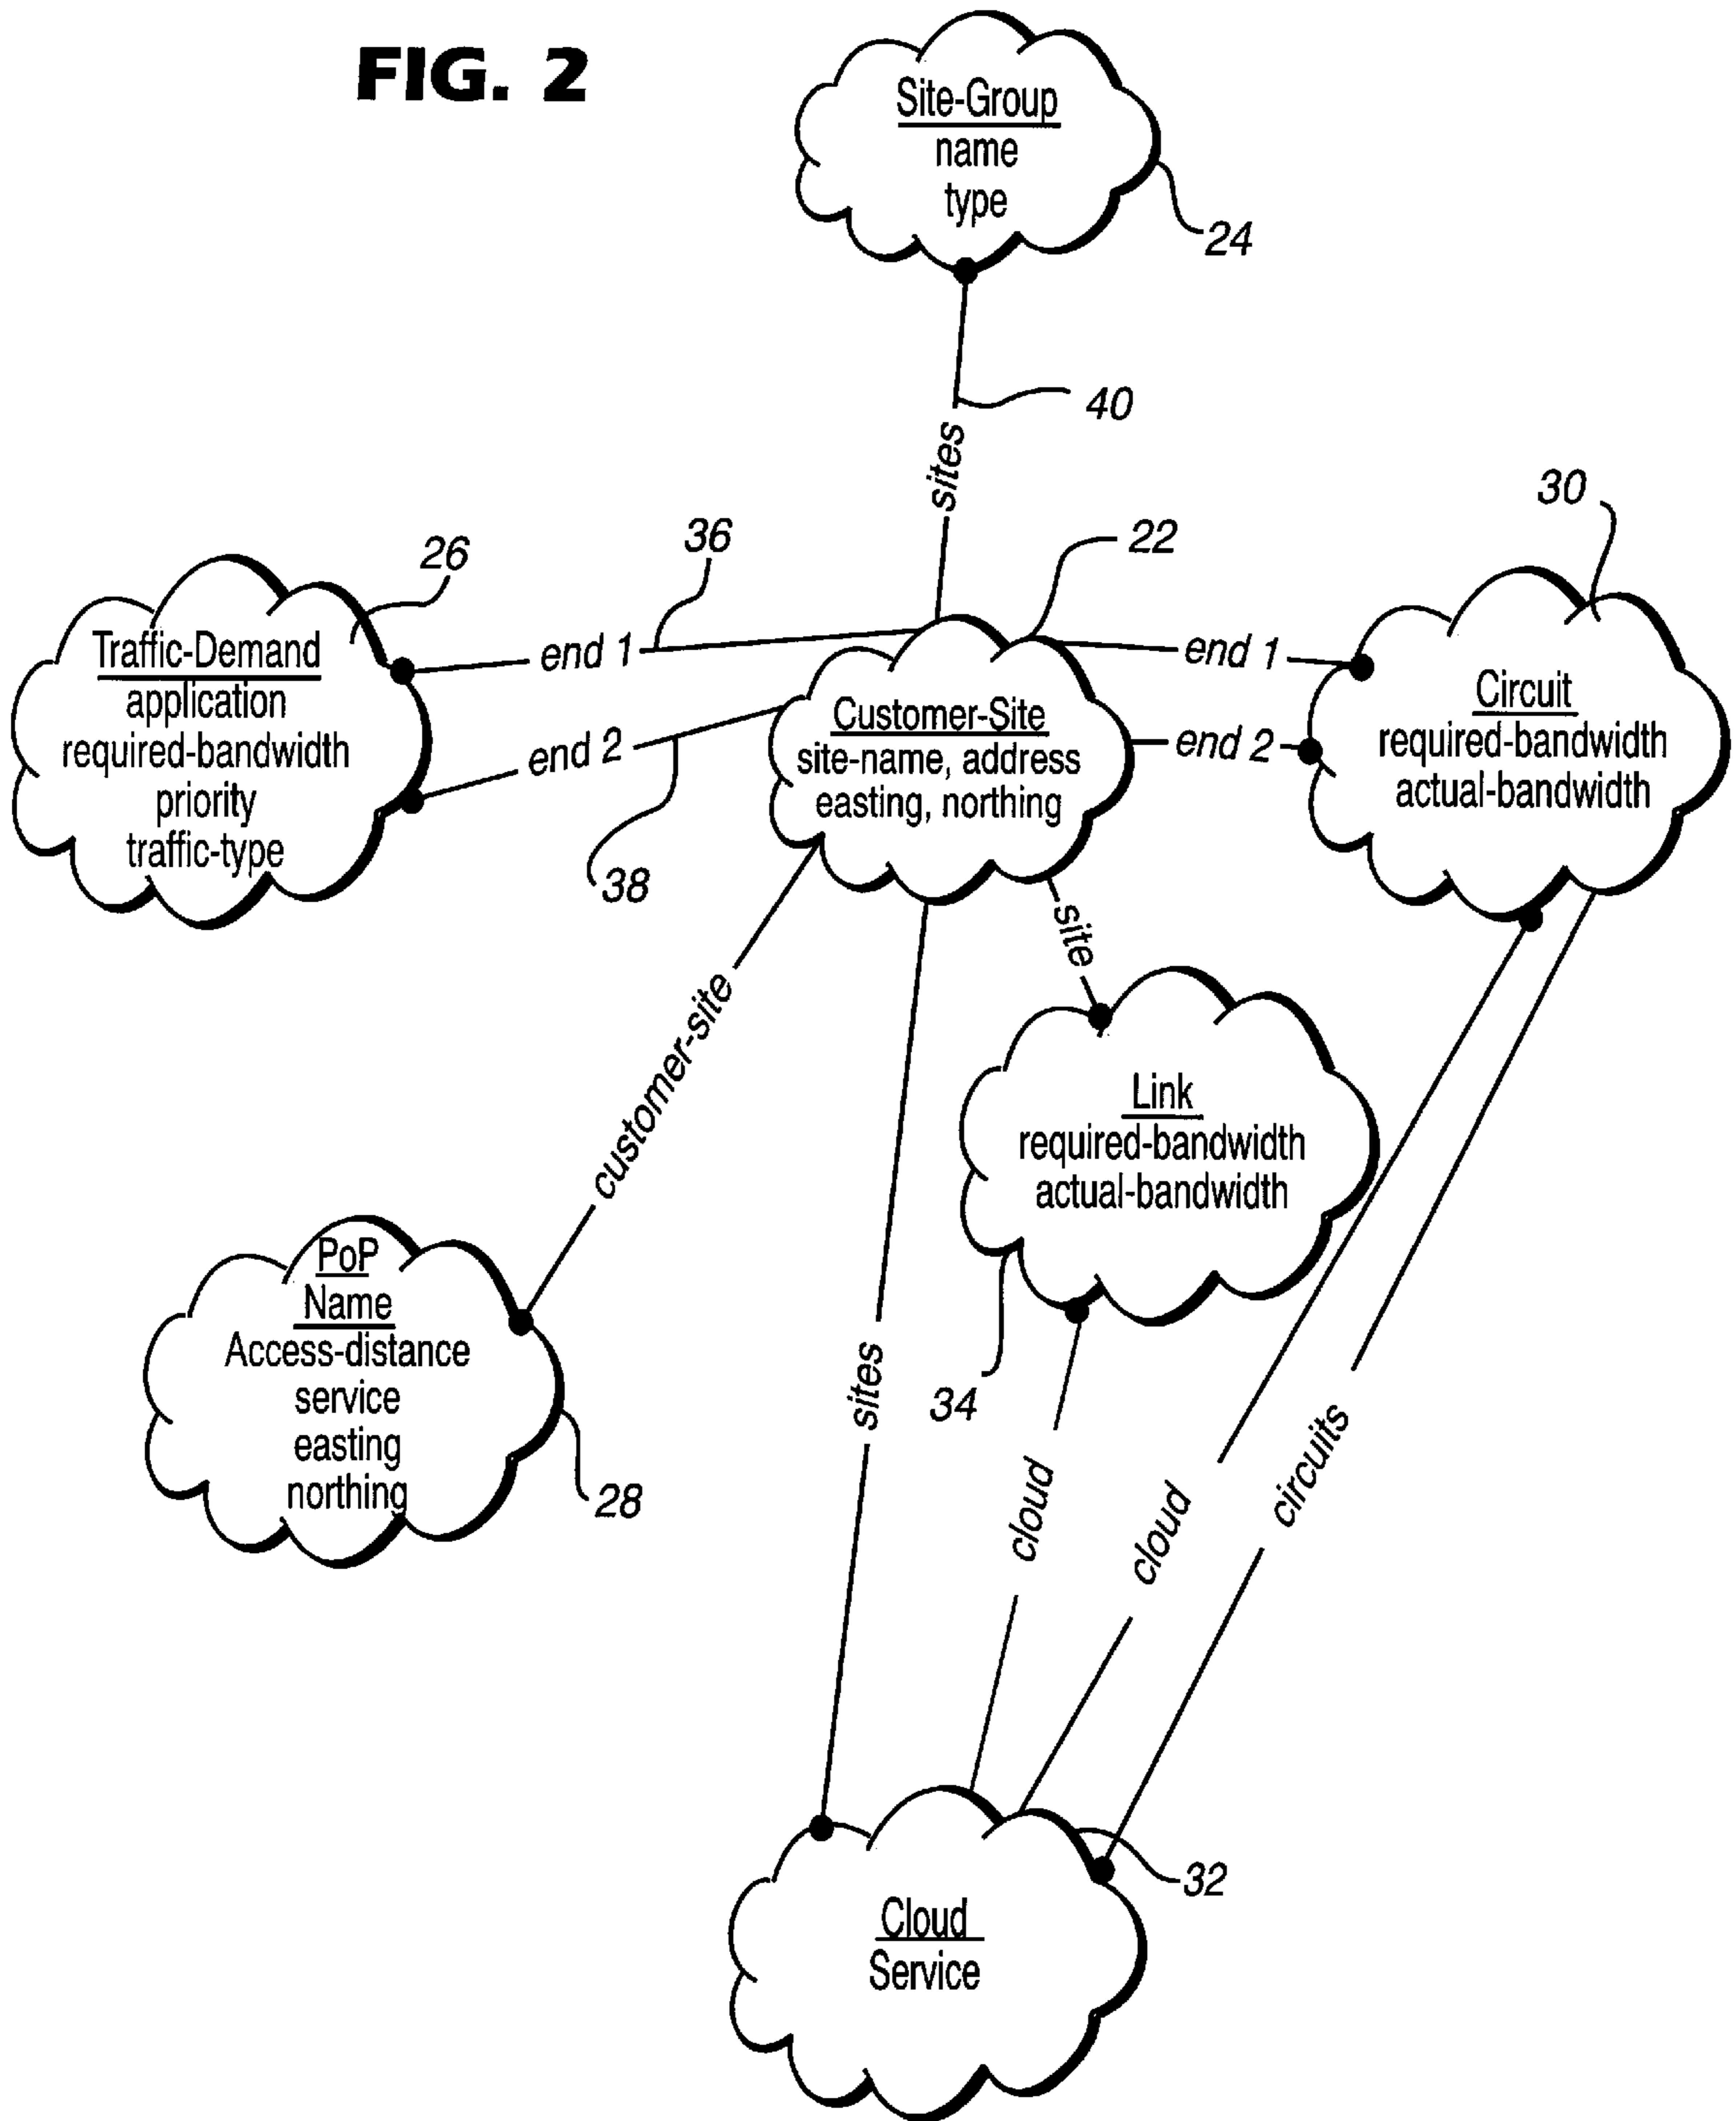 FIG. 2
Site-Group
name
type
24
40
sites
30
36
22
26
Traffic-Demand
application
required-bandwidth
priority
traffic-type
end 1
end 2
38
Customer-Site
site-name, address
easting, northing
end 1
end 2
Circuit
required-bandwidth
actual-bandwidth
site
customer-site
Link
required-bandwidth
actual-bandwidth
34
PoP
Name
Access-distance
service
easting
northing
28
sites
cloud
cloud
circuits
32
Cloud
Service